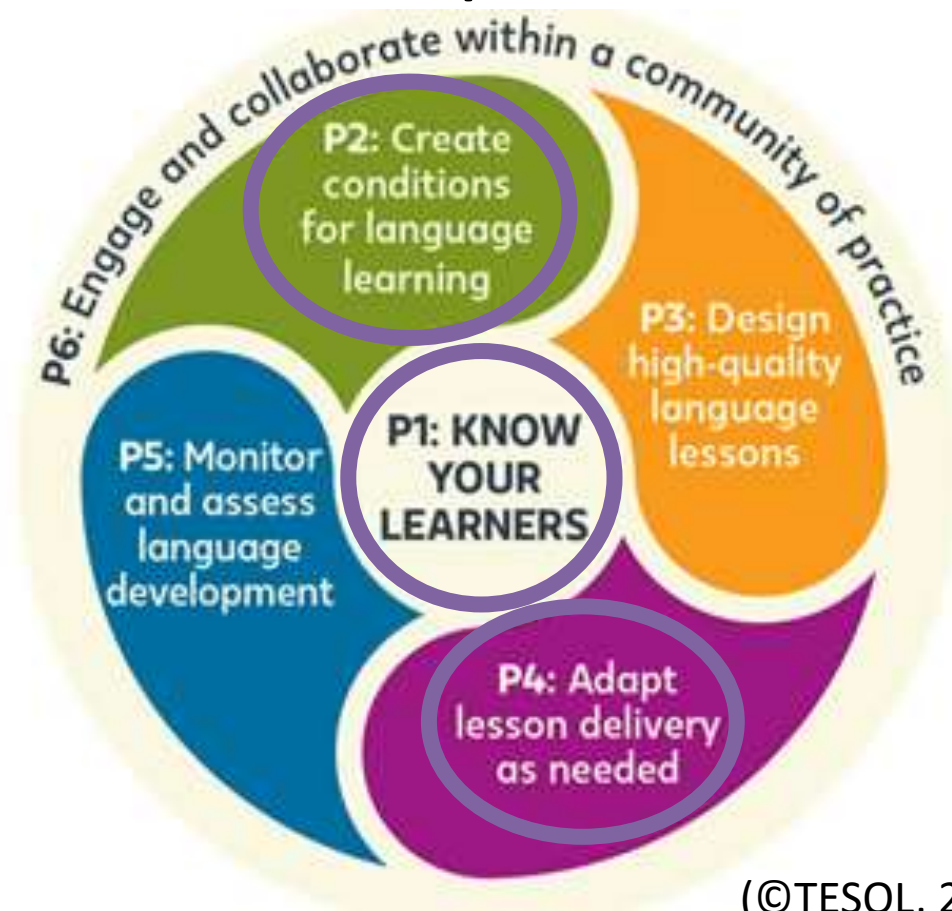 P6: Engage and collaborate within a community of practice
P2: Create
conditions
for language
learning
P3: Design
high-quality
language
lessons
P1: KNOW
YOUR
LEARNERS
P5: Monitor
and assess
language
development
P4: Adapt
lesson delivery
as needed
(©TESOL, 2